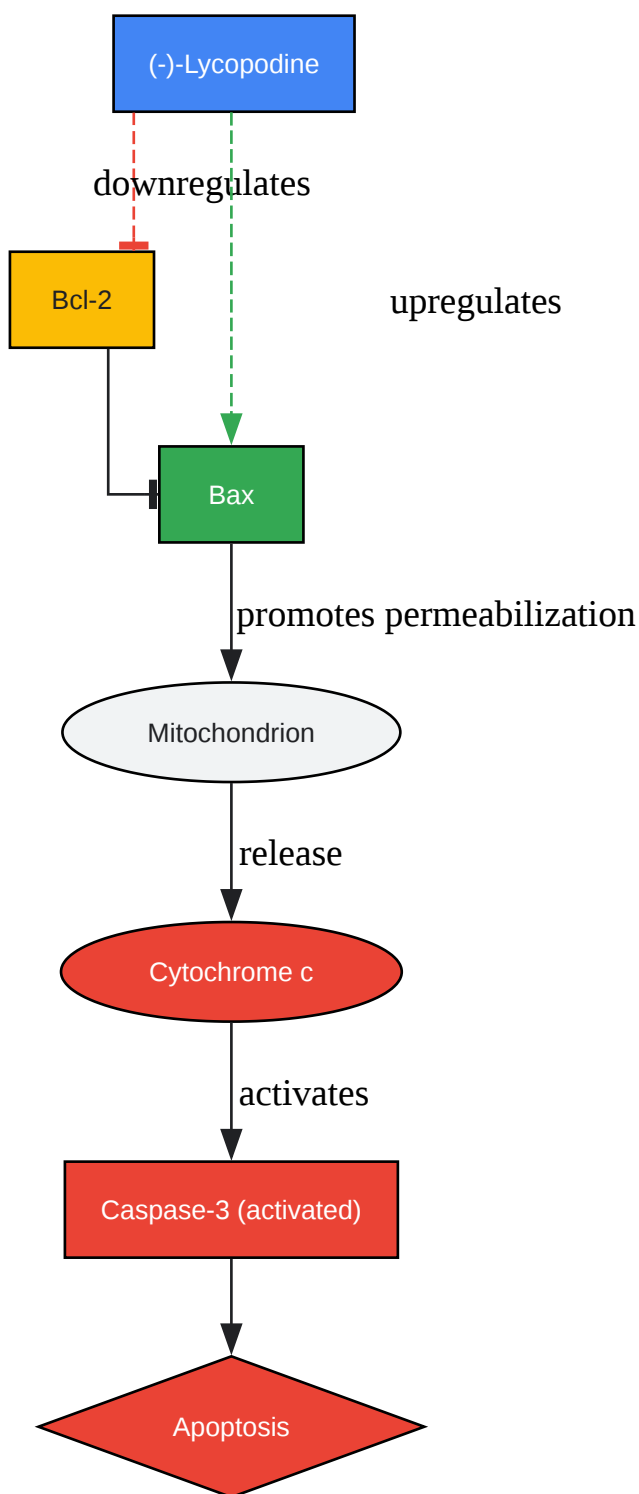 (-)-Lycopodine
downregulates
Bcl-2
upregulates
Bax
promotes permeabilization
Mitochondrion
release
Cytochrome c
activates
Caspase-3 (activated)
Apoptosis